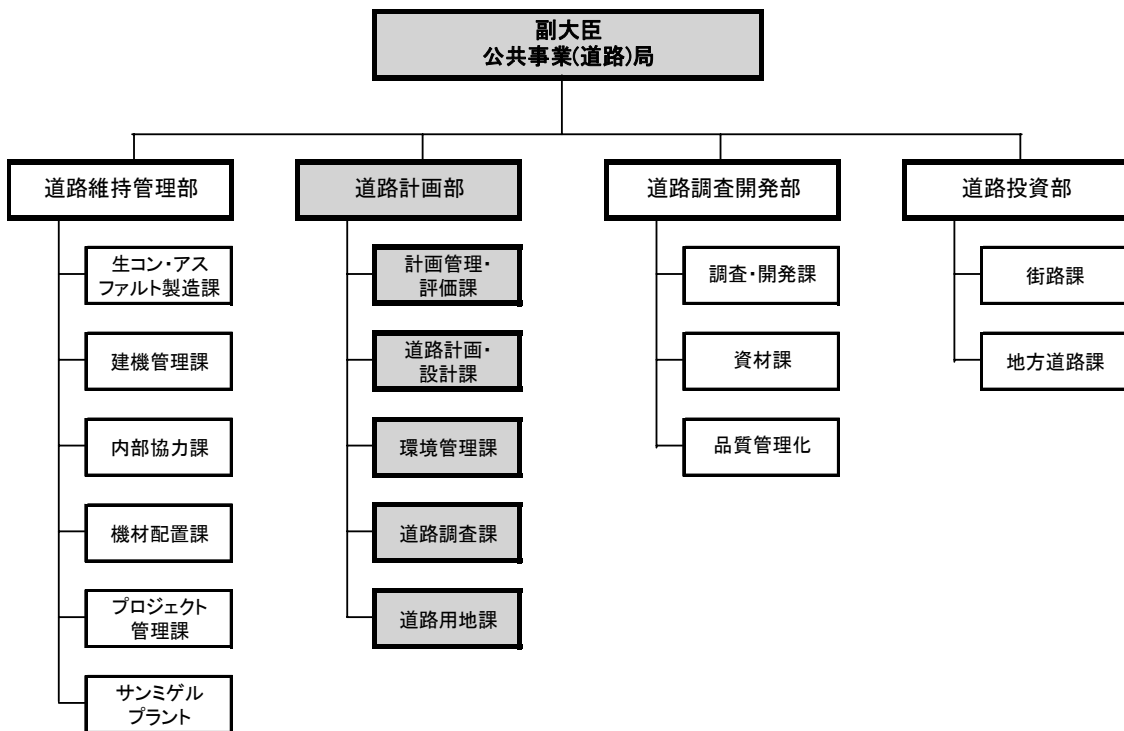 副大臣
公共事業(道路)局
道路維持管理部
道路計画部
道路調査開発部
道路投資部
生コン・アス
ファルト製造課
建機管理課
内部協力課
機材配置課
プロジェクト
管理課
サンミゲル
プラント
計画管理・
評価課
道路計画・
設計課
環境管理課
道路調査課
道路用地課
調査・開発課
資材課
品質管理化
街路課
地方道路課